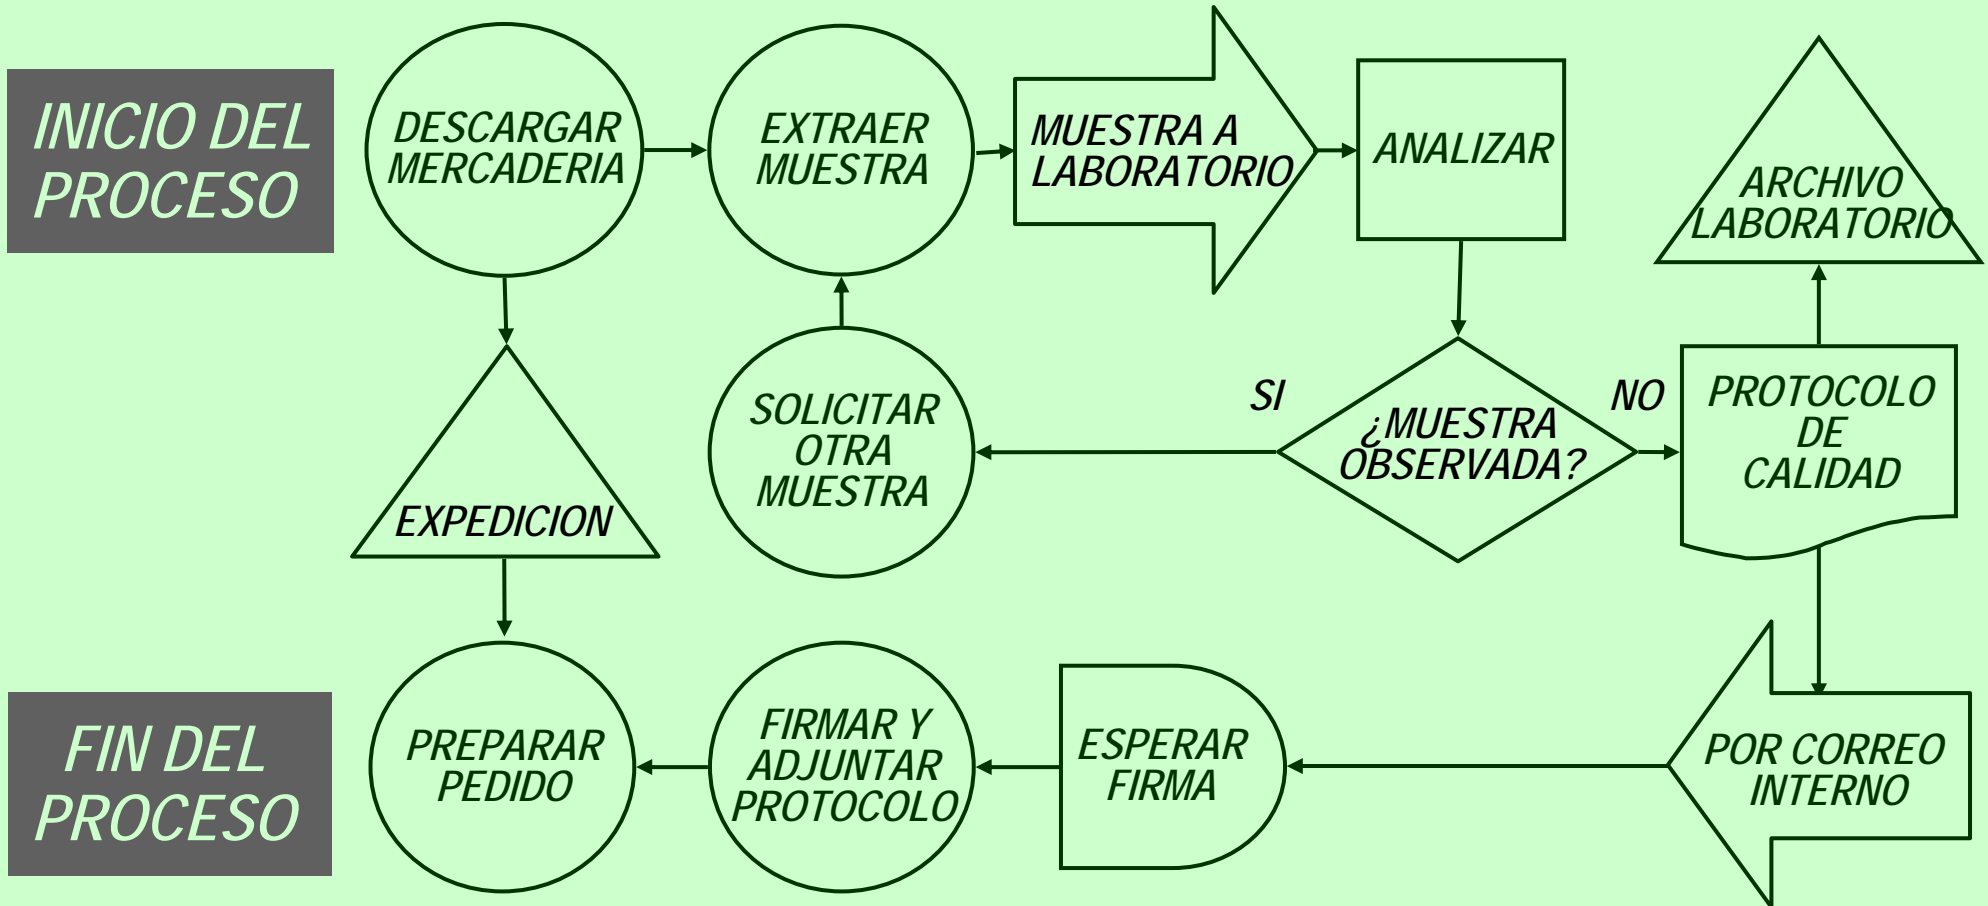 INICIO DEL
PROCESO
DESCARGAR
MERCADERIA
EXTRAER
MUESTRA
MUESTRA A
LABORATORIO
ANALIZAR
ARCHIVO
LABORATORIO
EXPEDICION
SOLICITAR
OTRA
MUESTRA
SI
¿MUESTRA
OBSERVADA?
NO
PROTOCOLO
DE
CALIDAD
FIN DEL
PROCESO
PREPARAR
PEDIDO
FIRMAR Y
ADJUNTAR
PROTOCOLO
ESPERAR
FIRMA
POR CORREO
INTERNO